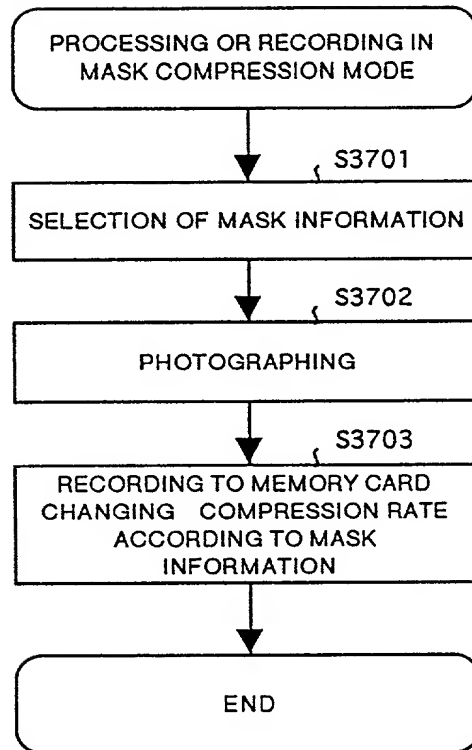 PROCESSING OR RECORDING IN
MASK COMPRESSION MODE
S3701
SELECTION OF MASK INFORMATION
S3702
PHOTOGRAPHING
S3703
RECORDING TO MEMORY CARD
CHANGING COMPRESSION RATE
ACCORDING TO MASK
INFORMATION
END